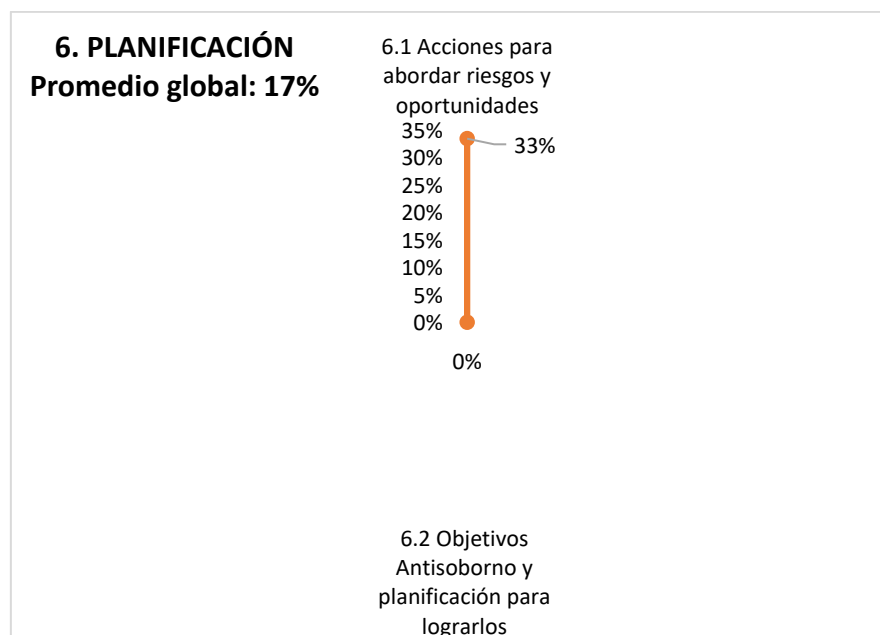 6. PLANIFICACIÓN
Promedio global: 17%
6.1 Acciones para
abordar riesgos y
oportunidades
35%
33%
30%
25%
20%
15%
10%
5%
0%
0%
6.2 Objetivos
Antisoborno y
planificación para
lograrlos